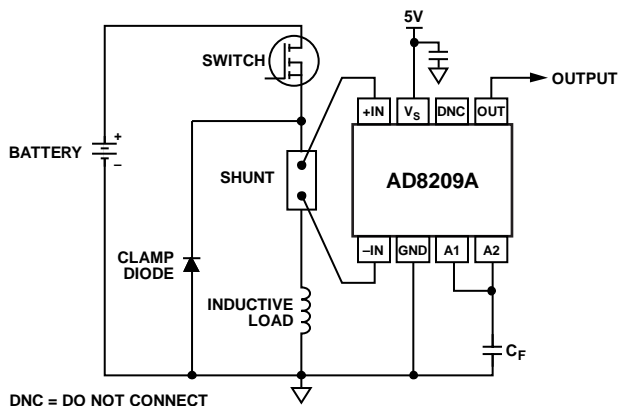 5V
SWITCH
OUTPUT
+IN
VS
DNC
OUT
BATTERY
+
–
SHUNT
AD8209A
–IN
GND
A1
A2
CLAMP
DIODE
INDUCTIVE
LOAD
CF
DNC = DO NOT CONNECT